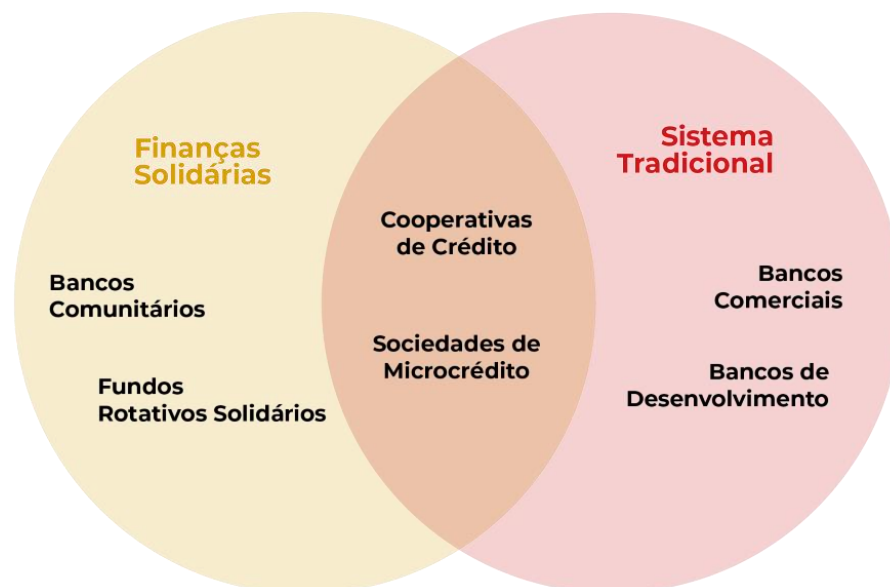 Finanças
Solidárias
Bancos
Comunitários
Fundos
Rotativos Solidários
Cooperativas
de Crédito
Sociedades de
Microcrédito
Sistema
Tradicional
Bancos
Comerciais
Bancos de
Desenvolvimento